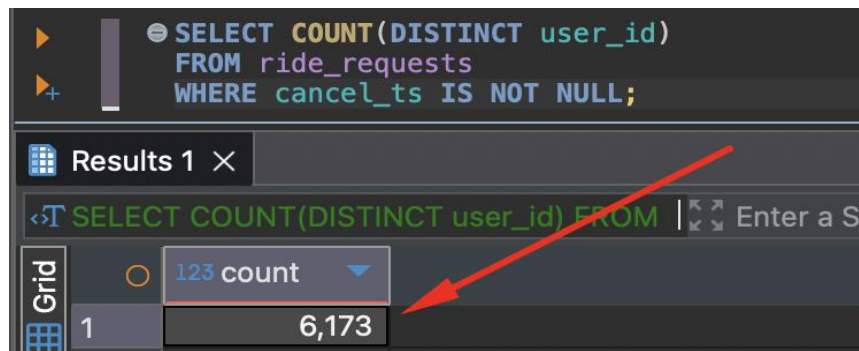 SELECT COUNT(DISTINCT user_id)
FROM ride_requests
WHERE cancel_ts IS NOT NULL;
Results 1
SELECT COUNT(DISTINCT user_id) FROM Enter a S
Grid
123 count
1 6,173